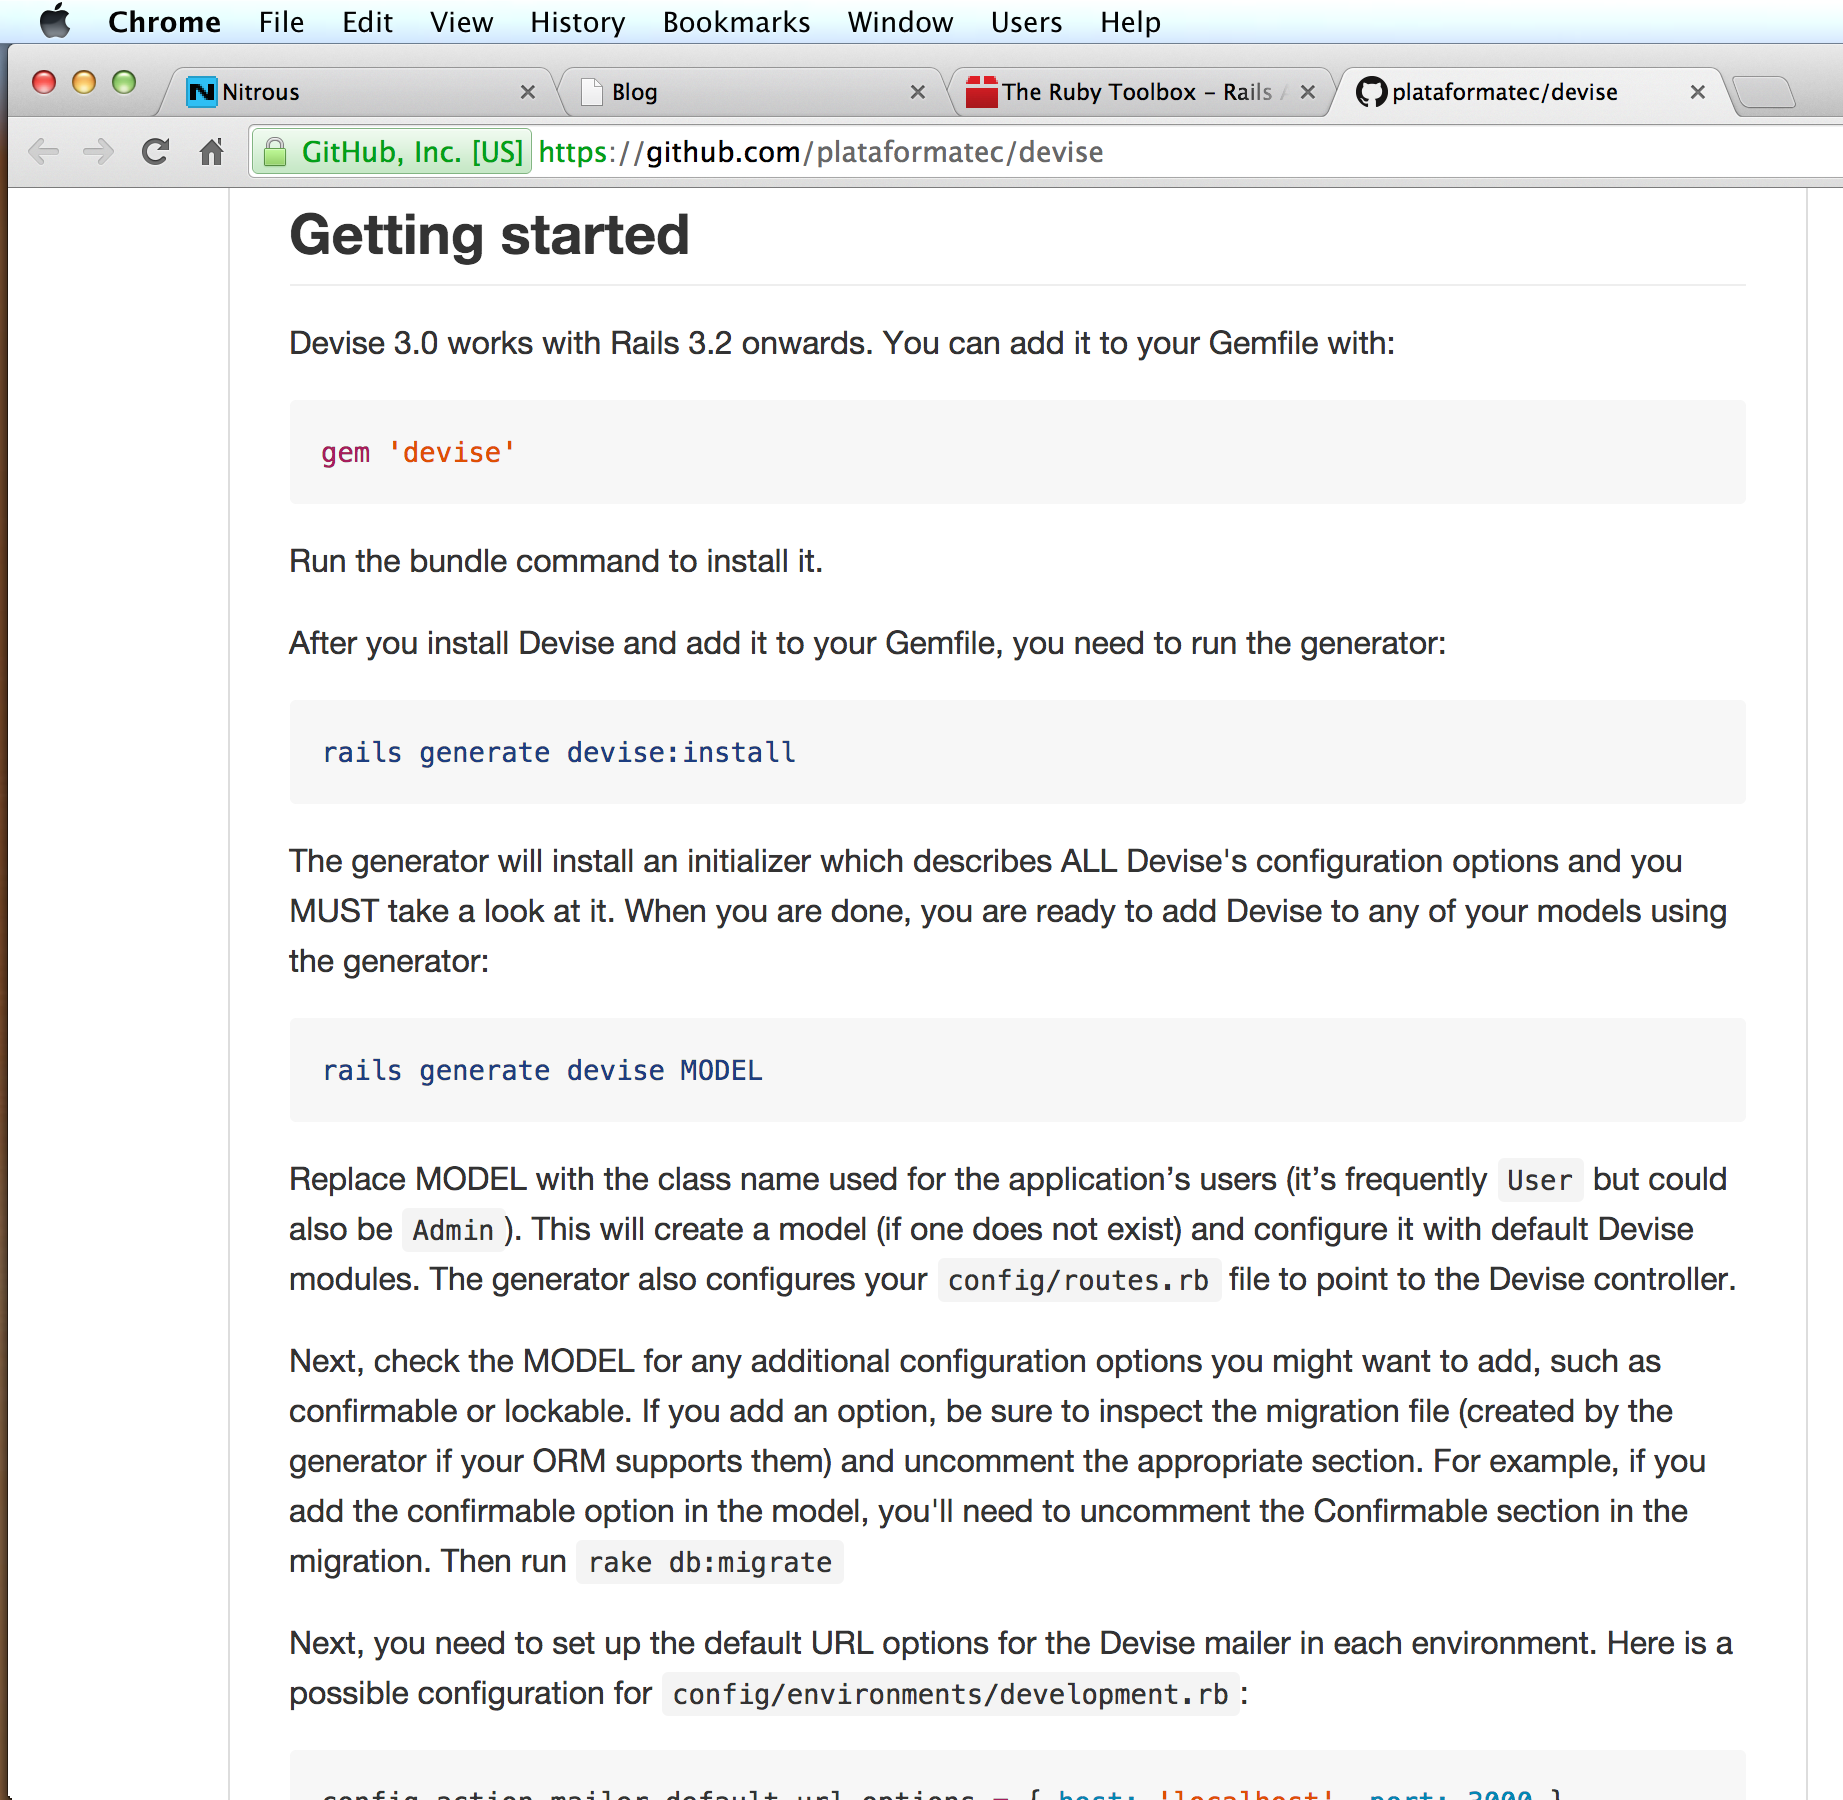 Chrome File Edit View History Bookmarks Window Users Help
Nitrous Blog The Ruby Toolbox – Rails plataformatec/devise
GitHub, Inc. [US] https://github.com/plataformatec/devise
Getting started
Devise 3.0 works with Rails 3.2 onwards. You can add it to your Gemfile with:
gem 'devise'
Run the bundle command to install it.
After you install Devise and add it to your Gemfile, you need to run the generator:
rails generate devise:install
The generator will install an initializer which describes ALL Devise's configuration options and you
MUST take a look at it. When you are done, you are ready to add Devise to any of your models using
the generator:
rails generate devise MODEL
Replace MODEL with the class name used for the application’s users (it’s frequently User but could
also be Admin). This will create a model (if one does not exist) and configure it with default Devise
modules. The generator also configures your config/routes.rb file to point to the Devise controller.
Next, check the MODEL for any additional configuration options you might want to add, such as
confirmable or lockable. If you add an option, be sure to inspect the migration file (created by the
generator if your ORM supports them) and uncomment the appropriate section. For example, if you
add the confirmable option in the model, you'll need to uncomment the Confirmable section in the
migration. Then run rake db:migrate
Next, you need to set up the default URL options for the Devise mailer in each environment. Here is a
possible configuration for config/environments/development.rb:
config.action_mailer.default_url_options = { host: 'localhost', port: 3000 }